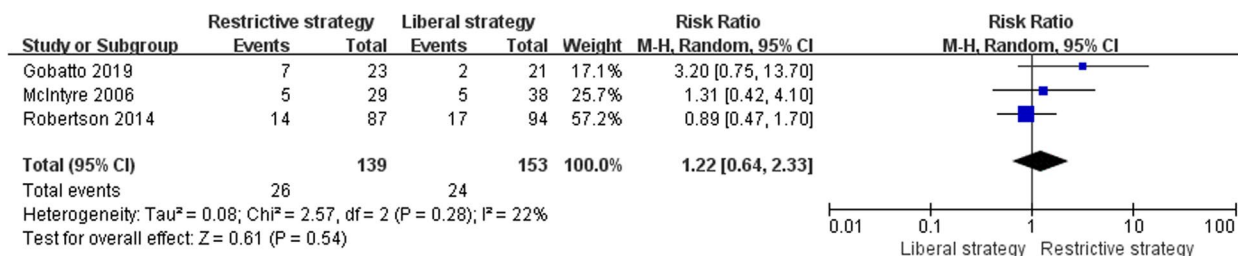 Restrictive strategy Liberal strategy Risk Ratio Risk Ratio
Study or Subgroup Events Total Events Total Weight M-H, Random, 95% CI M-H, Random, 95% CI
Gobatto 2019 7 23 2 21 17.1% 3.20 [0.75, 13.70]
McIntyre 2006 5 29 5 38 25.7% 1.31 [0.42, 4.10]
Robertson 2014 14 87 17 94 57.2% 0.89 [0.47, 1.70]
Total (95% CI) 139 153 100.0% 1.22 [0.64, 2.33]
Total events 26 24
Heterogeneity: Tau² = 0.08; Chi² = 2.57, df = 2 (P = 0.28); I² = 22%
Test for overall effect: Z = 0.61 (P = 0.54)
0.01 0.1 1 10 100
Liberal strategy Restrictive strategy